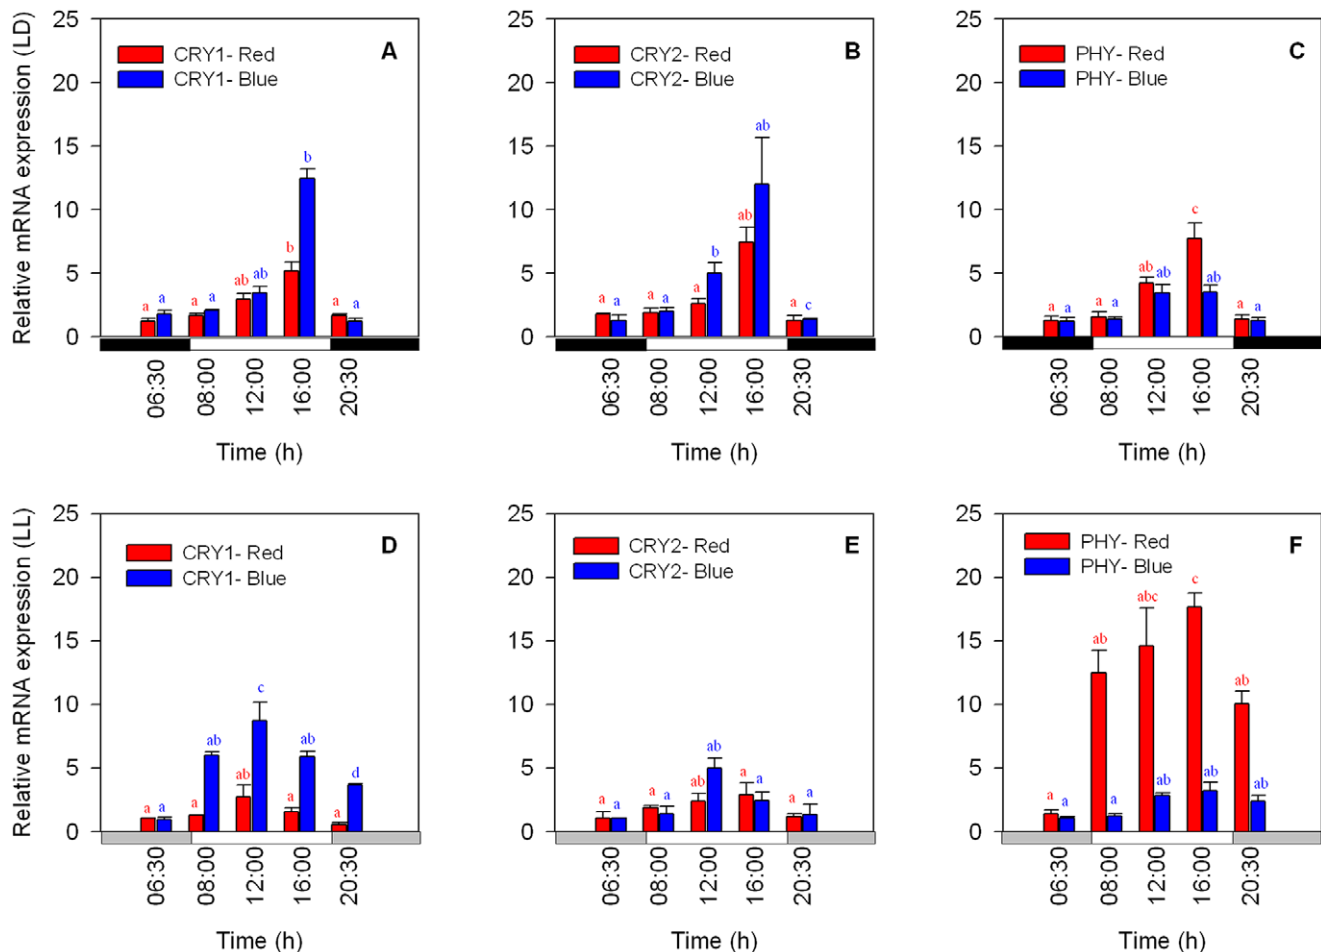 Relative mRNA expression (LD)
25
20
15
10
5
0
CRY1- Red
CRY1- Blue
A
a a a a ab ab b b a a
06:30 08:00 12:00 16:00 20:30
Time (h)
25
20
15
10
5
0
CRY2- Red
CRY2- Blue
B
a a a a a b ab ab a c
06:30 08:00 12:00 16:00 20:30
Time (h)
25
20
15
10
5
0
PHY- Red
PHY- Blue
C
a a a a ab ab c ab a a
06:30 08:00 12:00 16:00 20:30
Time (h)
Relative mRNA expression (LL)
25
20
15
10
5
0
CRY1- Red
CRY1- Blue
D
a a a ab ab c a ab a d
06:30 08:00 12:00 16:00 20:30
Time (h)
25
20
15
10
5
0
CRY2- Red
CRY2- Blue
E
a a a a ab ab a a a a
06:30 08:00 12:00 16:00 20:30
Time (h)
25
20
15
10
5
0
PHY- Red
PHY- Blue
F
a a ab a abc ab c ab ab ab
06:30 08:00 12:00 16:00 20:30
Time (h)